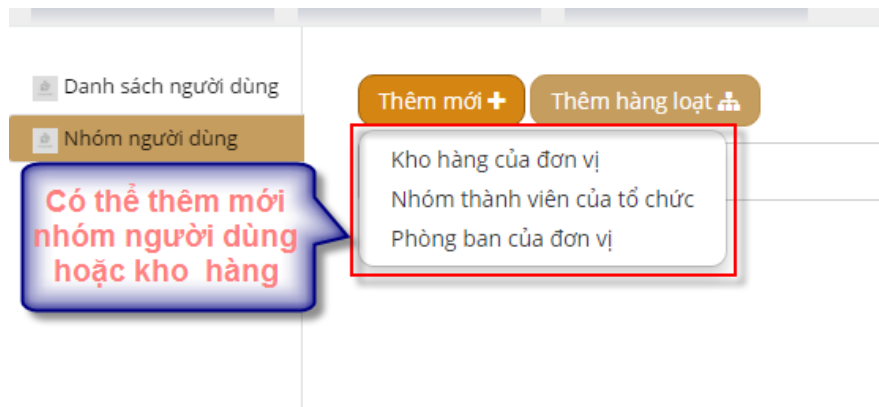 Danh sách người dùng
Nhóm người dùng
Thêm mới
Thêm hàng loạt
Kho hàng của đơn vị
Nhóm thành viên của tổ chức
Phòng ban của đơn vị
Có thể thêm mới
nhóm người dùng
hoặc kho hàng